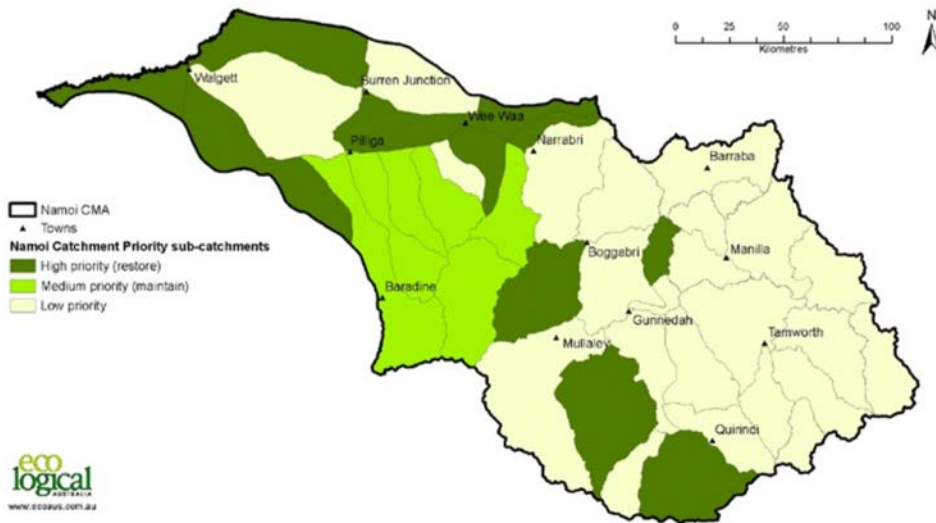 0 50 100
Kilometres
N
Walgett
Burren Junction
Wee Waa
Pilliga
Narrabri
Barraba
Boggabri
Manilla
Baradine
Gunnedah
Mullaley
Tamworth
Quirindi
Namoi CMA
Towns
Namoi Catchment Priority sub-catchments
High priority (restore)
Medium priority (maintain)
Low priority
eco
logical
AUSTRALIA
www.ecoaus.com.au